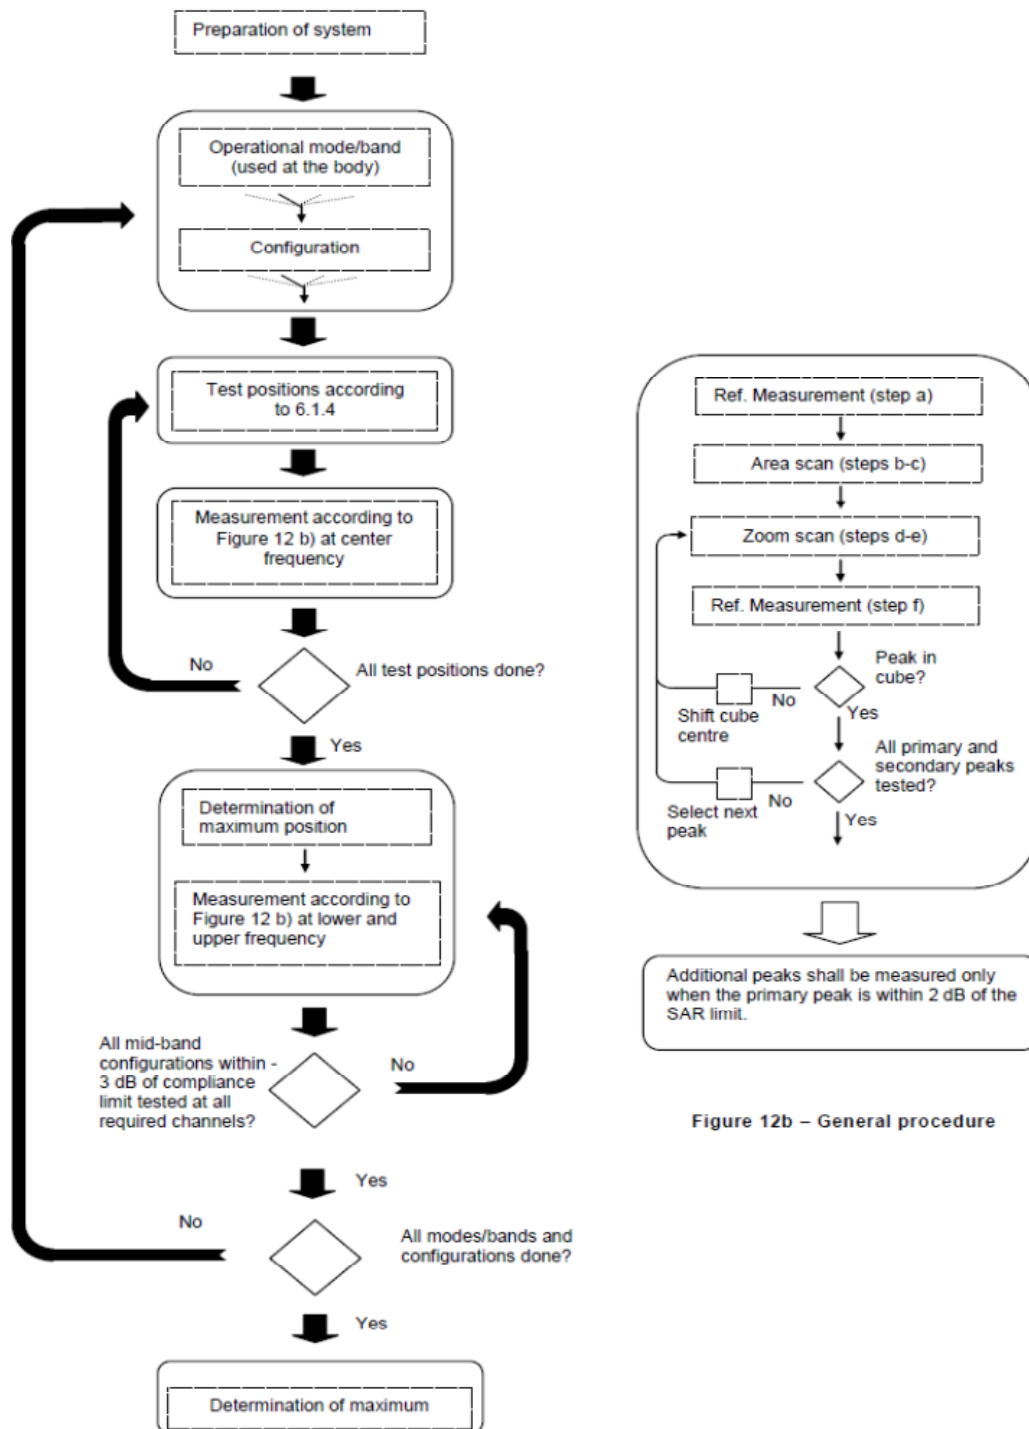 Preparation of system
Operational mode/band
(used at the body)
Configuration
Test positions according
to 6.1.4
Measurement according to
Figure 12 b) at center
frequency
No
All test positions done?
Yes
Determination of
maximum position
Measurement according to
Figure 12 b) at lower and
upper frequency
All mid-band
configurations within -
3 dB of compliance
limit tested at all
required channels?
No
Yes
No
All modes/bands and
configurations done?
Yes
Determination of maximum
Ref. Measurement (step a)
Area scan (steps b-c)
Zoom scan (steps d-e)
Ref. Measurement (step f)
Peak in
cube?
No
Shift cube
centre
Yes
All primary and
secondary peaks
tested?
No
Select next
peak
Yes
Additional peaks shall be measured only
when the primary peak is within 2 dB of the
SAR limit.
Figure 12b – General procedure